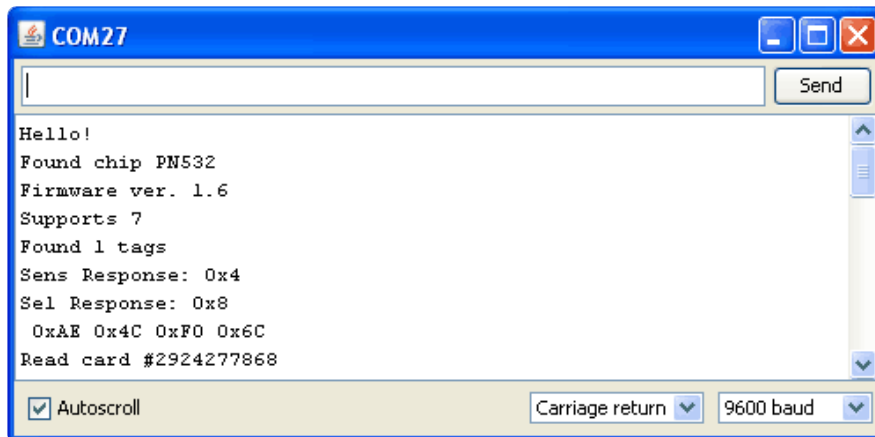 COM27
Send
Hello!
Found chip PN532
Firmware ver. 1.6
Supports 7
Found 1 tags
Sens Response: 0x4
Sel Response: 0x8
0xAE 0x4C 0xF0 0x6C
Read card #2924277868
Autoscroll Carriage return 9600 baud